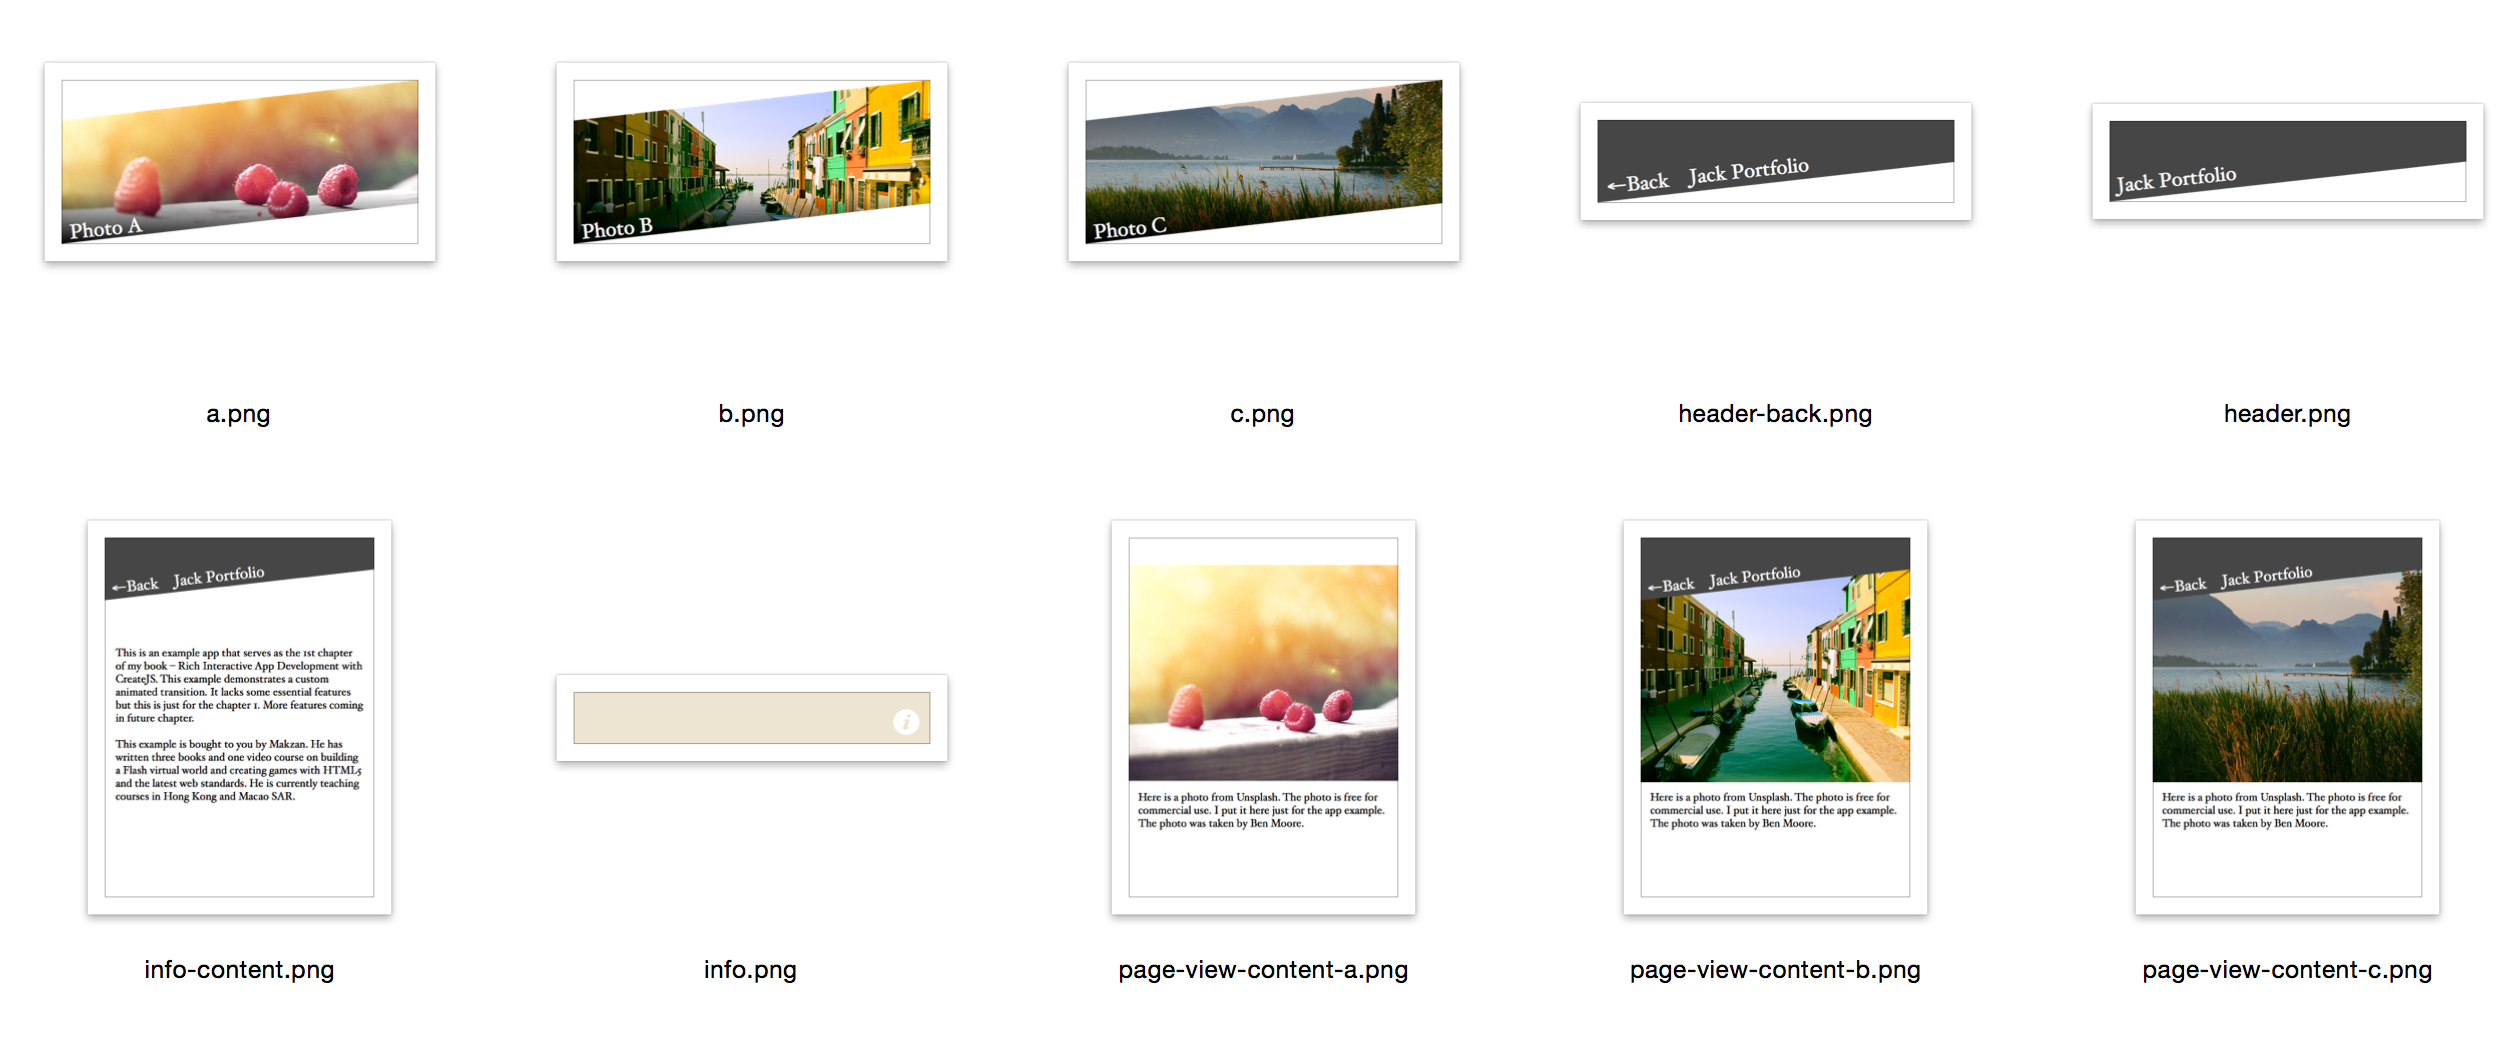 Photo A
Photo B
Photo C
←Back Jack Portfolio
Jack Portfolio
a.png
b.png
c.png
header-back.png
header.png
←Back Jack Portfolio
This is an example app that serves as the 1st chapter
of my book – Rich Interactive App Development with
CreateJS. This example demonstrates a custom
animated transition. It lacks some essential features
but this is just for the chapter 1. More features coming
in future chapter.
This example is bought to you by Makzan. He has
written three books and one video course on building
a Flash virtual world and creating games with HTML5
and the latest web standards. He is currently teaching
courses in Hong Kong and Macao SAR.
i
Here is a photo from Unsplash. The photo is free for
commercial use. I put it here just for the app example.
The photo was taken by Ben Moore.
←Back Jack Portfolio
Here is a photo from Unsplash. The photo is free for
commercial use. I put it here just for the app example.
The photo was taken by Ben Moore.
←Back Jack Portfolio
Here is a photo from Unsplash. The photo is free for
commercial use. I put it here just for the app example.
The photo was taken by Ben Moore.
info-content.png
info.png
page-view-content-a.png
page-view-content-b.png
page-view-content-c.png